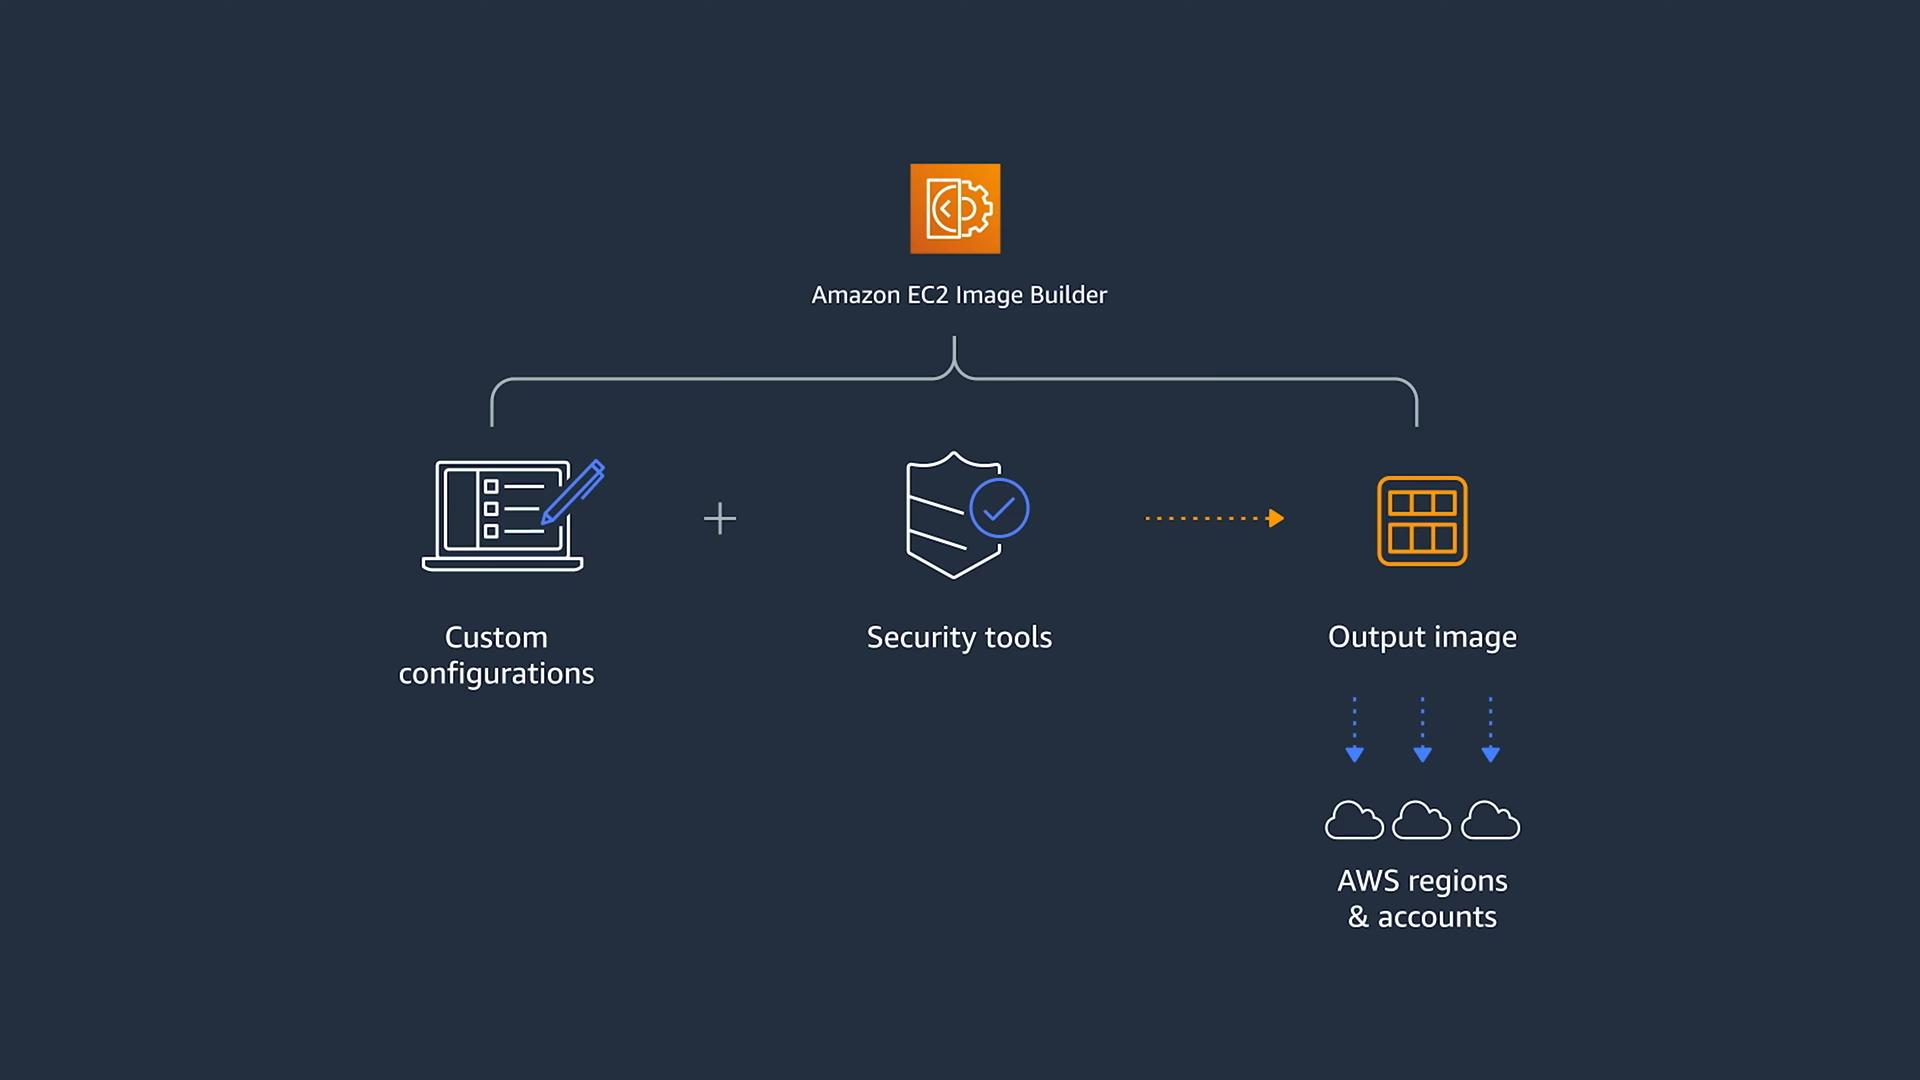 Amazon EC2 Image Builder
Custom
configurations
Security tools
Output image
AWS regions
& accounts